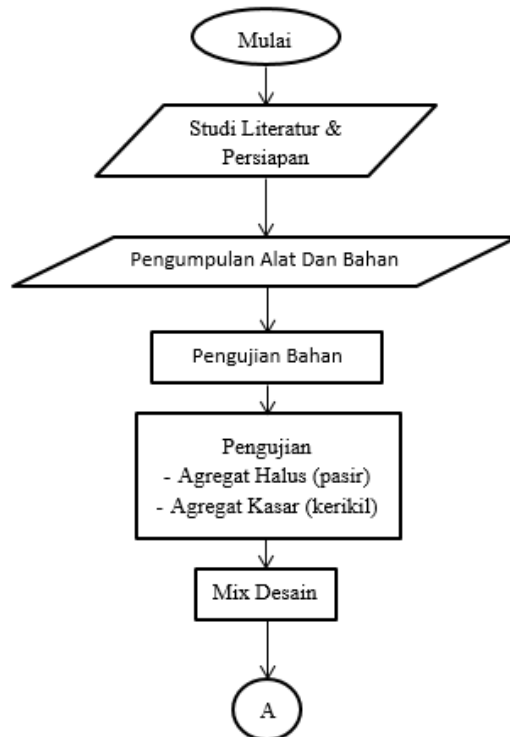 Mulai
Studi Literatur &
Persiapan
Pengumpulan Alat Dan Bahan
Pengujian Bahan
Pengujian
- Agregat Halus (pasir)
- Agregat Kasar (kerikil)
Mix Desain
A